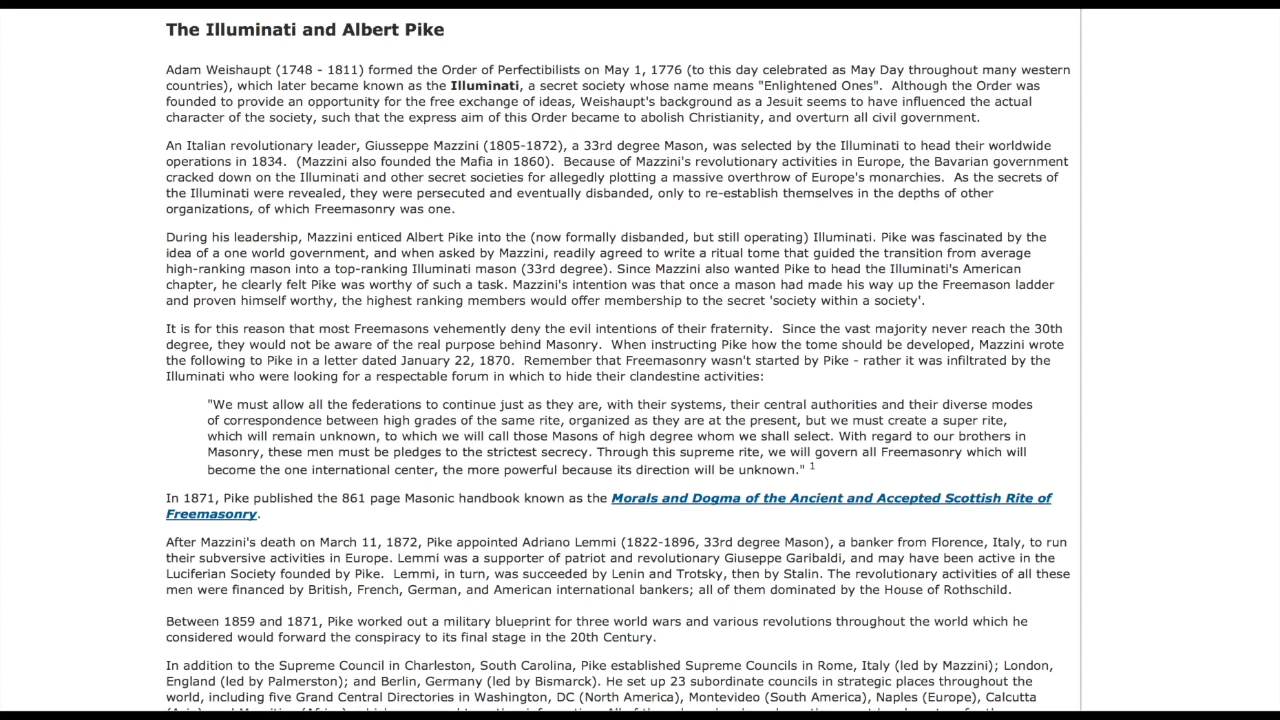 The Illuminati and Albert Pike
Adam Weishaupt (1748 - 1811) formed the Order of Perfectibilists on May 1, 1776 (to this day celebrated as May Day throughout many western
countries), which later became known as the Illuminati, a secret society whose name means "Enlightened Ones".  Although the Order was
founded to provide an opportunity for the free exchange of ideas, Weishaupt's background as a Jesuit seems to have influenced the actual
character of the society, such that the express aim of this Order became to abolish Christianity, and overturn all civil government.
An Italian revolutionary leader, Giusseppe Mazzini (1805-1872), a 33rd degree Mason, was selected by the Illuminati to head their worldwide
operations in 1834.  (Mazzini also founded the Mafia in 1860).  Because of Mazzini's revolutionary activities in Europe, the Bavarian government
cracked down on the Illuminati and other secret societies for allegedly plotting a massive overthrow of Europe's monarchies.  As the secrets of
the Illuminati were revealed, they were persecuted and eventually disbanded, only to re-establish themselves in the depths of other
organizations, of which Freemasonry was one.
During his leadership, Mazzini enticed Albert Pike into the (now formally disbanded, but still operating) Illuminati. Pike was fascinated by the
idea of a one world government, and when asked by Mazzini, readily agreed to write a ritual tome that guided the transition from average
high-ranking mason into a top-ranking Illuminati mason (33rd degree). Since Mazzini also wanted Pike to head the Illuminati's American
chapter, he clearly felt Pike was worthy of such a task. Mazzini's intention was that once a mason had made his way up the Freemason ladder
and proven himself worthy, the highest ranking members would offer membership to the secret 'society within a society'.
It is for this reason that most Freemasons vehemently deny the evil intentions of their fraternity.  Since the vast majority never reach the 30th
degree, they would not be aware of the real purpose behind Masonry.  When instructing Pike how the tome should be developed, Mazzini wrote
the following to Pike in a letter dated January 22, 1870.  Remember that Freemasonry wasn't started by Pike - rather it was infiltrated by the
Illuminati who were looking for a respectable forum in which to hide their clandestine activities:
"We must allow all the federations to continue just as they are, with their systems, their central authorities and their diverse modes
of correspondence between high grades of the same rite, organized as they are at the present, but we must create a super rite,
which will remain unknown, to which we will call those Masons of high degree whom we shall select. With regard to our brothers in
Masonry, these men must be pledges to the strictest secrecy. Through this supreme rite, we will govern all Freemasonry which will
become the one international center, the more powerful because its direction will be unknown." 1
In 1871, Pike published the 861 page Masonic handbook known as the Morals and Dogma of the Ancient and Accepted Scottish Rite of
Freemasonry.
After Mazzini's death on March 11, 1872, Pike appointed Adriano Lemmi (1822-1896, 33rd degree Mason), a banker from Florence, Italy, to run
their subversive activities in Europe. Lemmi was a supporter of patriot and revolutionary Giuseppe Garibaldi, and may have been active in the
Luciferian Society founded by Pike.  Lemmi, in turn, was succeeded by Lenin and Trotsky, then by Stalin. The revolutionary activities of all these
men were financed by British, French, German, and American international bankers; all of them dominated by the House of Rothschild.
Between 1859 and 1871, Pike worked out a military blueprint for three world wars and various revolutions throughout the world which he
considered would forward the conspiracy to its final stage in the 20th Century.
In addition to the Supreme Council in Charleston, South Carolina, Pike established Supreme Councils in Rome, Italy (led by Mazzini); London,
England (led by Palmerston); and Berlin, Germany (led by Bismarck). He set up 23 subordinate councils in strategic places throughout the
world, including five Grand Central Directories in Washington, DC (North America), Montevideo (South America), Naples (Europe), Calcutta